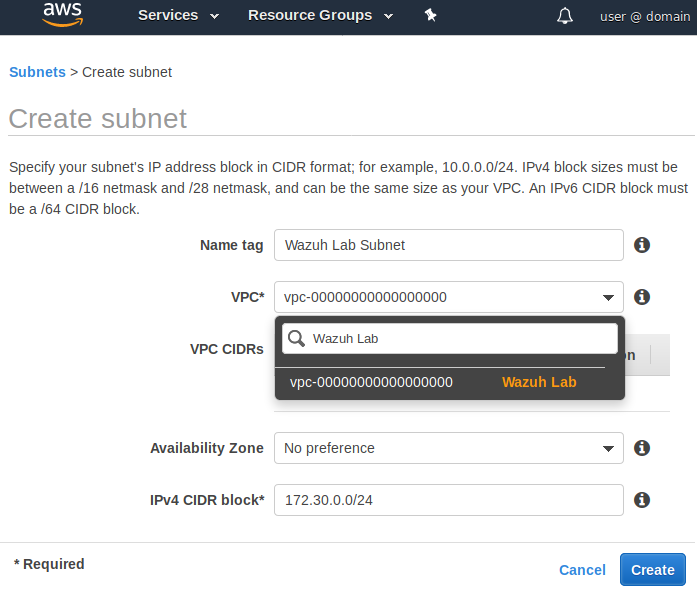 aws Services Resource Groups user @ domain
Subnets > Create subnet
Create subnet
Specify your subnet's IP address block in CIDR format; for example, 10.0.0.0/24. IPv4 block sizes must be
between a /16 netmask and /28 netmask, and can be the same size as your VPC. An IPv6 CIDR block must
be a /64 CIDR block.
Name tag Wazuh Lab Subnet
VPC* vpc-00000000000000000
Wazuh Lab
VPC CIDRs
vpc-00000000000000000 Wazuh Lab
Availability Zone No preference
IPv4 CIDR block* 172.30.0.0/24
* Required
Cancel Create